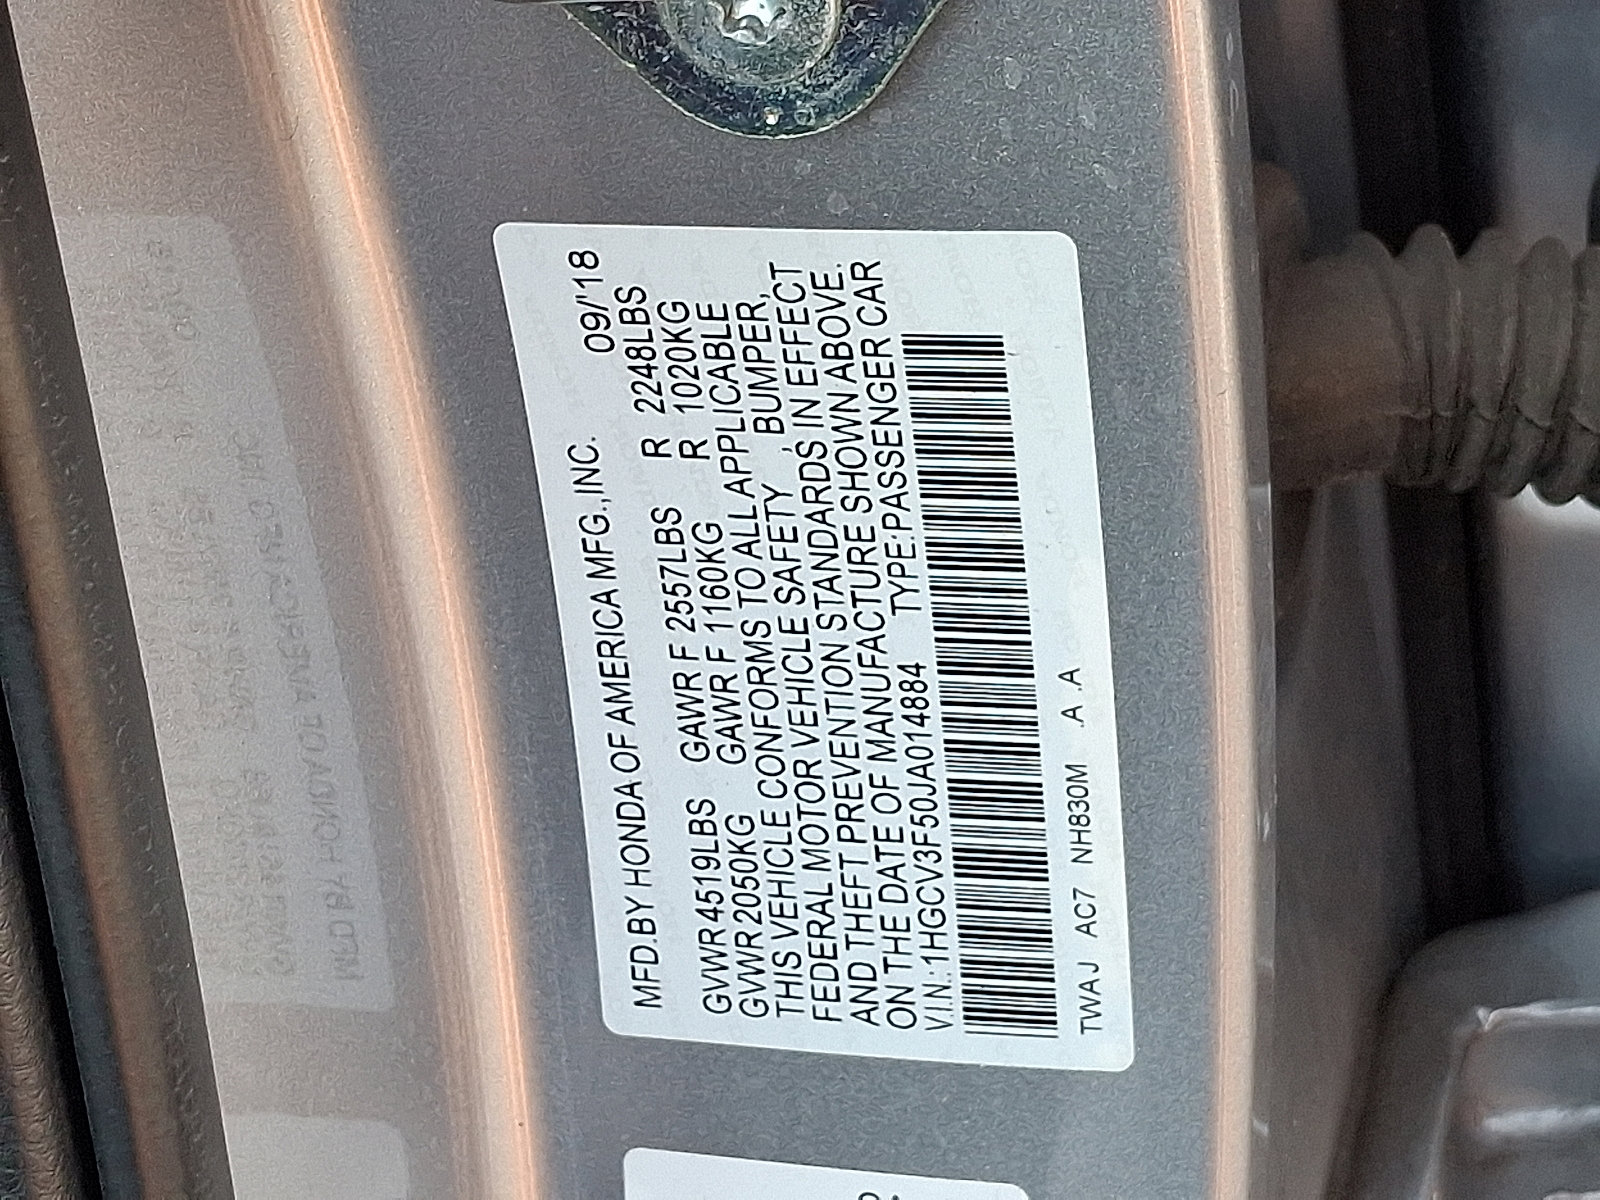 MFD.BY HONDA OF AMERICA MFG.,INC. 09/'18
GVWR 4519LBS GAWR F 2557LBS R 2248LBS
GVWR 2050KG GAWR F 1160KG R 1020KG
THIS VEHICLE CONFORMS TO ALL APPLICABLE
FEDERAL MOTOR VEHICLE SAFETY , BUMPER,
AND THEFT PREVENTION STANDARDS IN EFFECT
ON THE DATE OF MANUFACTURE SHOWN ABOVE.
V.I.N.:1HGCV3F50JA014884 TYPE:PASSENGER CAR
TWAJ AC7 NH830M .A .A